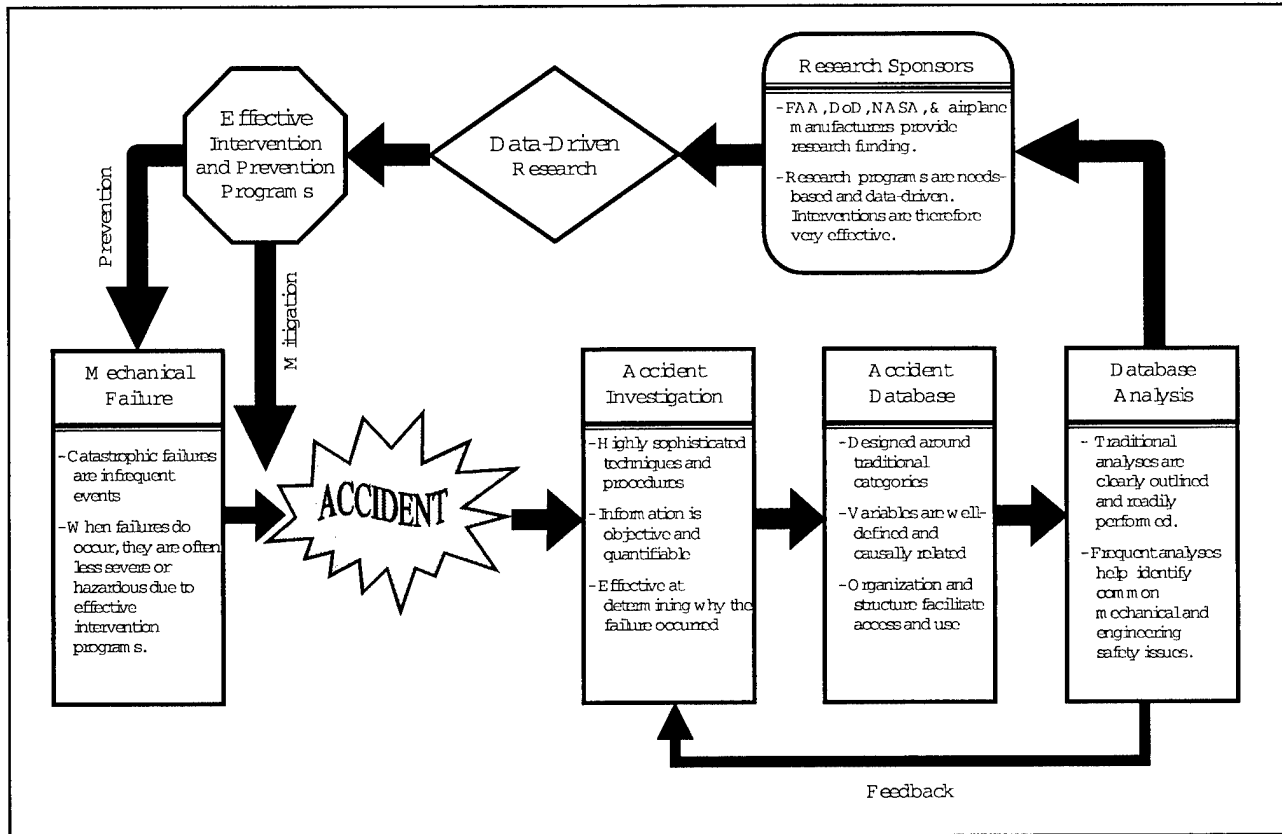 Research Sponsors
-FAA, DoD, NASA, & airplane
manufacturers provide
research funding.
-Research programs are needs-
based and data-driven.
Interventions are therefore
very effective.
Effective
Intervention
and Prevention
Programs
Data-Driven
Research
Prevention
Mitigation
Mechanical
Failure
-Catastrophic failures
are infrequent
events
-When failures do
occur, they are often
less severe or
hazardous due to
effective
intervention
programs.
ACCIDENT
Accident
Investigation
-Highly sophisticated
techniques and
procedures
-Information is
objective and
quantifiable
-Effective at
determining why the
failure occurred
Accident
Database
-Designed around
traditional
categories
-Variables are well-
defined and
causally related
-Organization and
structure facilitate
access and use
Database
Analysis
- Traditional
analyses are
clearly outlined
and readily
performed.
-Frequent analyses
help identify
common
mechanical and
engineering
safety issues.
Feedback